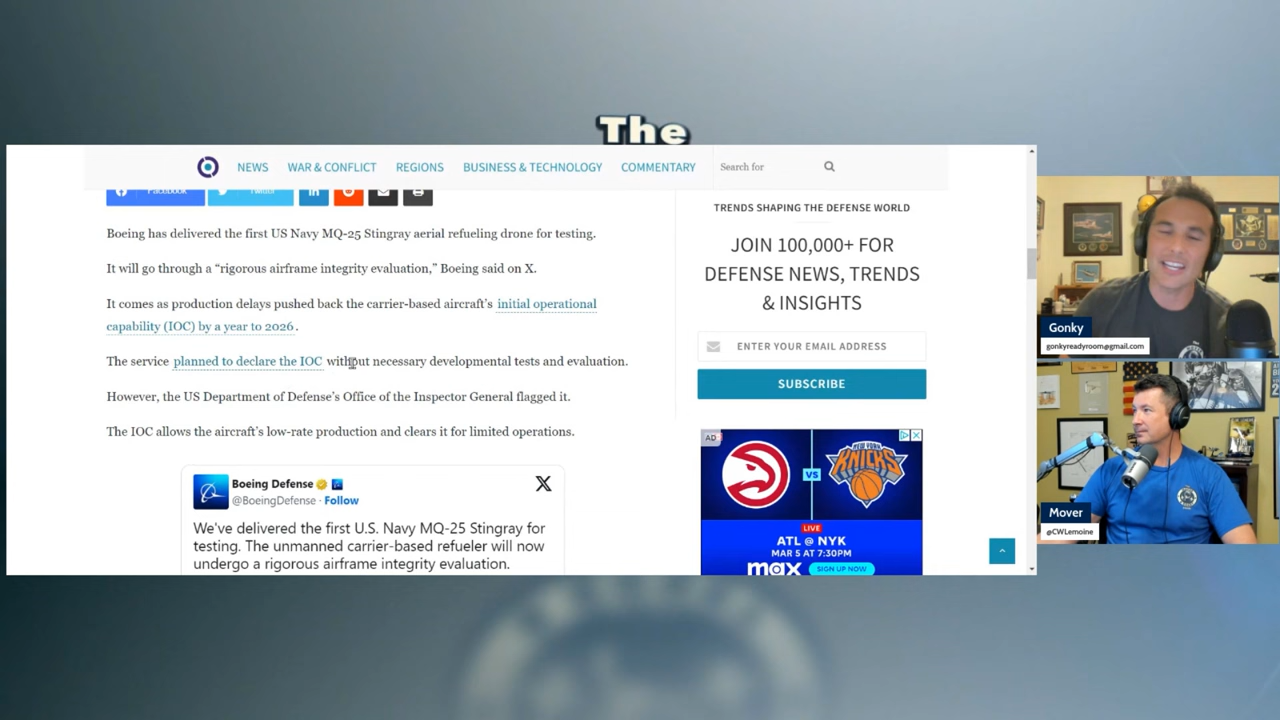 The
NEWS
WAR & CONFLICT
REGIONS
BUSINESS & TECHNOLOGY
COMMENTARY
Search for
Facebook
Twitter
Boeing has delivered the first US Navy MQ-25 Stingray aerial refueling drone for testing.
It will go through a “rigorous airframe integrity evaluation,” Boeing said on X.
It comes as production delays pushed back the carrier-based aircraft’s initial operational
capability (IOC) by a year to 2026.
The service planned to declare the IOC without necessary developmental tests and evaluation.
However, the US Department of Defense’s Office of the Inspector General flagged it.
The IOC allows the aircraft’s low-rate production and clears it for limited operations.
Boeing Defense
@BoeingDefense · Follow
We've delivered the first U.S. Navy MQ-25 Stingray for
testing. The unmanned carrier-based refueler will now
undergo a rigorous airframe integrity evaluation.
TRENDS SHAPING THE DEFENSE WORLD
JOIN 100,000+ FOR
DEFENSE NEWS, TRENDS
& INSIGHTS
ENTER YOUR EMAIL ADDRESS
SUBSCRIBE
AD
VS
NEW YORK
KNICKS
LIVE
ATL @ NYK
MAR 5 AT 7:30PM
max
SIGN UP NOW
Gonky
gonkyreadyroom@gmail.com
Mover
@CWLemoine